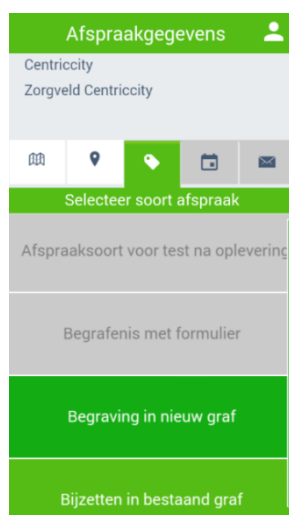 Afspraakgegevens
Centriccity
Zorgveld Centriccity
Selecteer soort afspraak
Afspraaksoort voor test na oplevering
Begrafenis met formulier
Begraving in nieuw graf
Bijzetten in bestaand graf